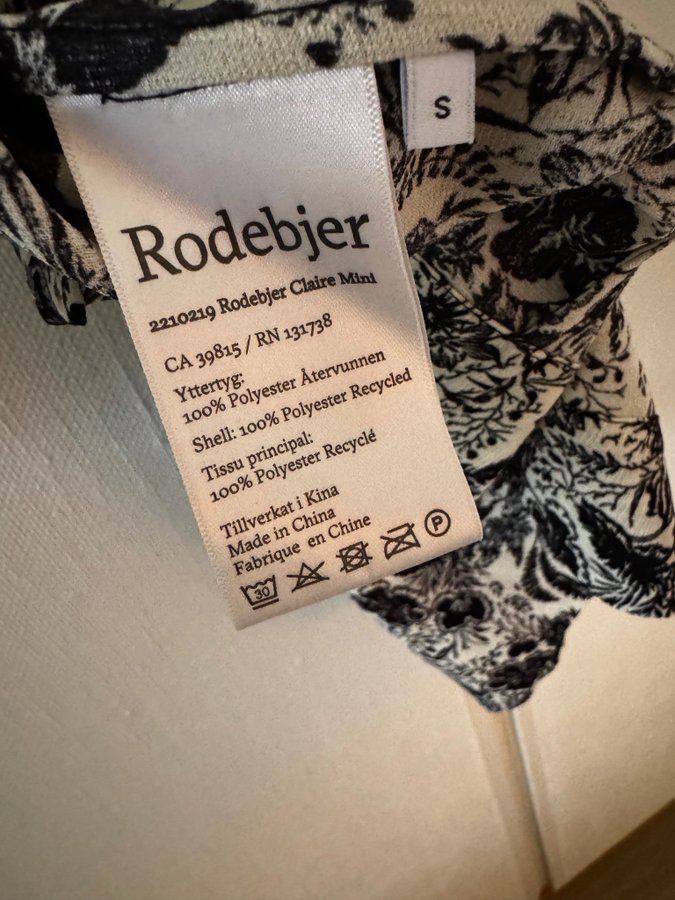 S
Rodebjer
2210219 Rodebjer Claire Mini
CA 39815 / RN 131738
Yttertyg:
100% Polyester Återvunnen
Shell: 100% Polyester Recycled
Tissu principal:
100% Polyester Recyclé
Tillverkat i Kina
Made in China
Fabrique en Chine
30 P